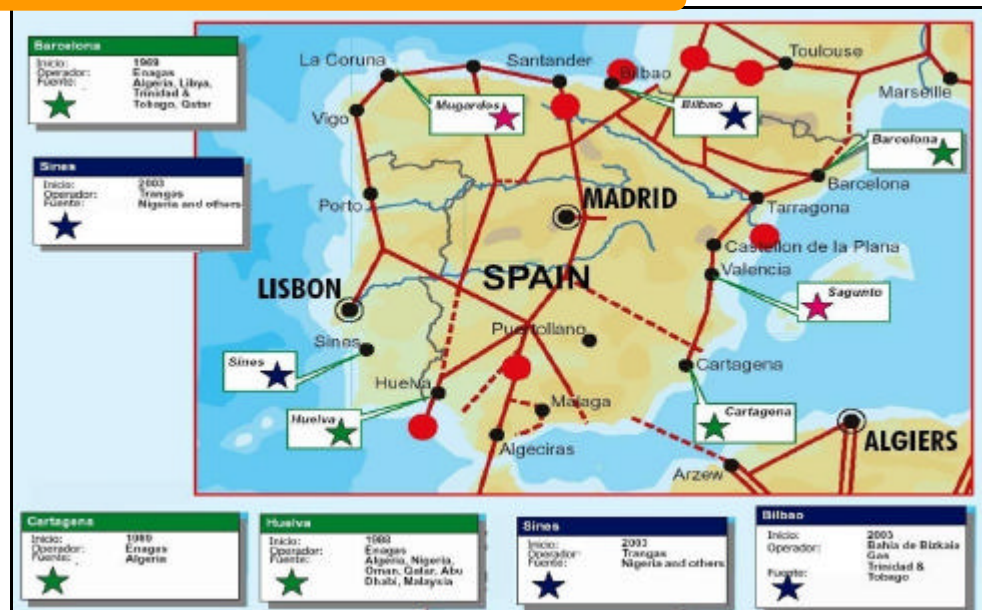 Barcelona
Inicio: 1969
Operador: Enagas
Fuente: Algeria, Libya,
Trinidad &
Tobago, Qatar
Sines
Inicio: 2003
Operador: Trangas
Fuente: Nigeria and others
La Coruna
Santander
Bilbao
Toulouse
Marseille
Vigo
Mugardos
Bilbao
Barcelona
Barcelona
Porto
MADRID
Tarragona
Castellon de la Plana
Valencia
LISBON
SPAIN
Sagunto
Puertollano
Sines
Sines
Cartagena
Huelva
Huelva
Malaga
Cartagena
Algeciras
ALGIERS
Arzew
Cartagena
Inicio: 1989
Operador: Enagas
Fuente: Algeria
Huelva
Inicio: 1988
Operador: Enagas
Fuente: Algeria, Nigeria,
Oman, Qatar, Abu
Dhabi, Malaysia
Sines
Inicio: 2003
Operador Trangas
Fuente: Nigeria and others
Bilbao
Inicio: 2003
Operador: Bahia de Bizkaia
Gas
Fuente: Trinidad &
Tobago